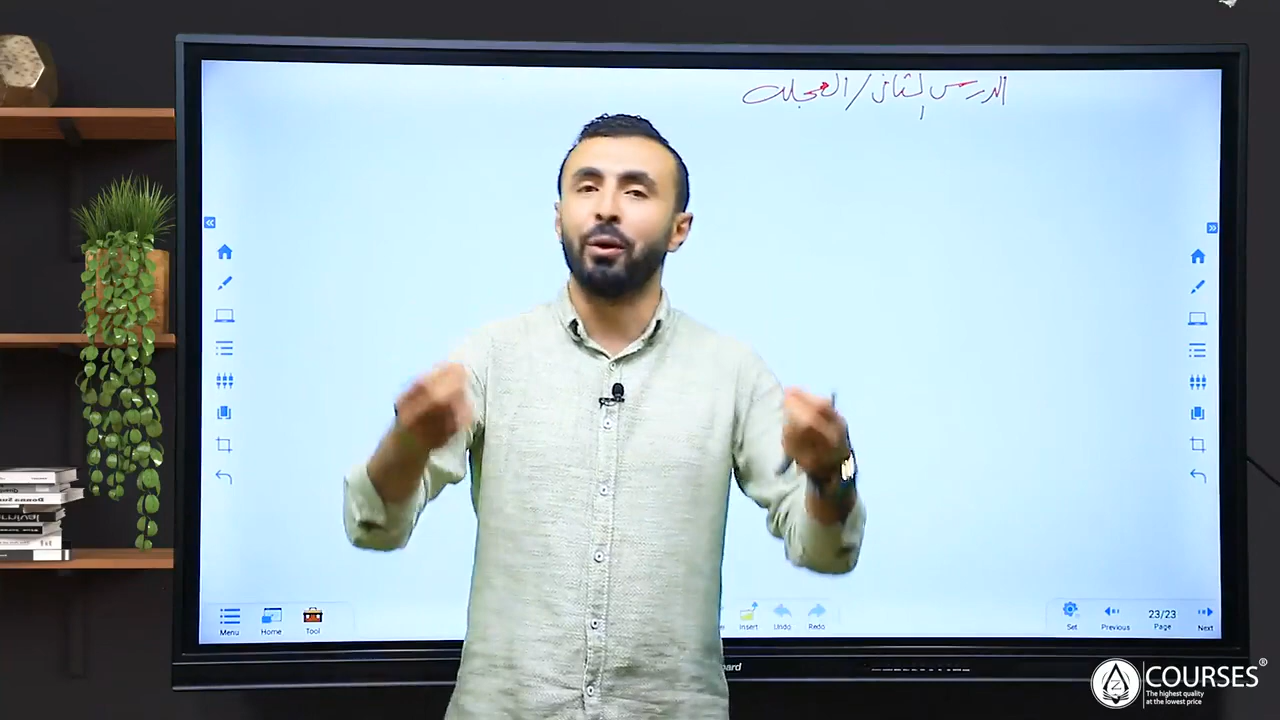 الدرس الثاني / العجلة
Menu
Home
Tool
Insert
Undo
Redo
Set
Previous
23/23
Page
Next
COURSES®
The highest quality
at the lowest price